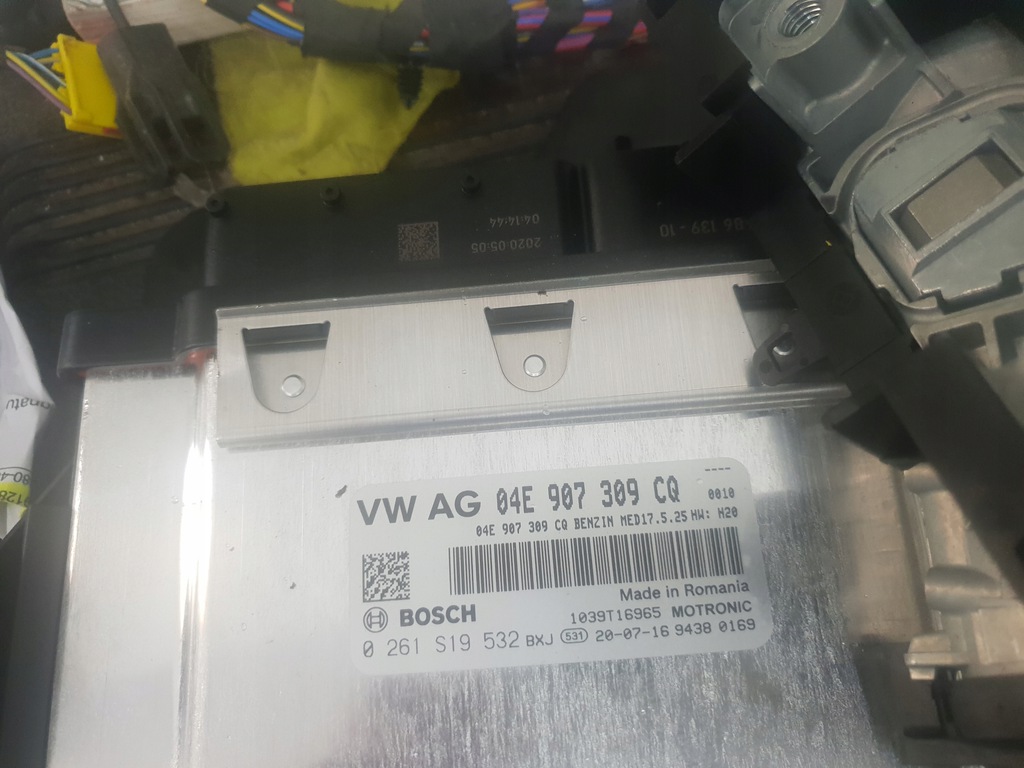 04:14:44
2020.05.05
86 139-10
----
VW AG 04E 907 309 CQ 0010
04E 907 309 CQ BENZIN MED17.5.25 HW: H20
Made in Romania
BOSCH 1039T16965 MOTRONIC
0 261 S19 532 BXJ 531 20-07-16 9438 0169